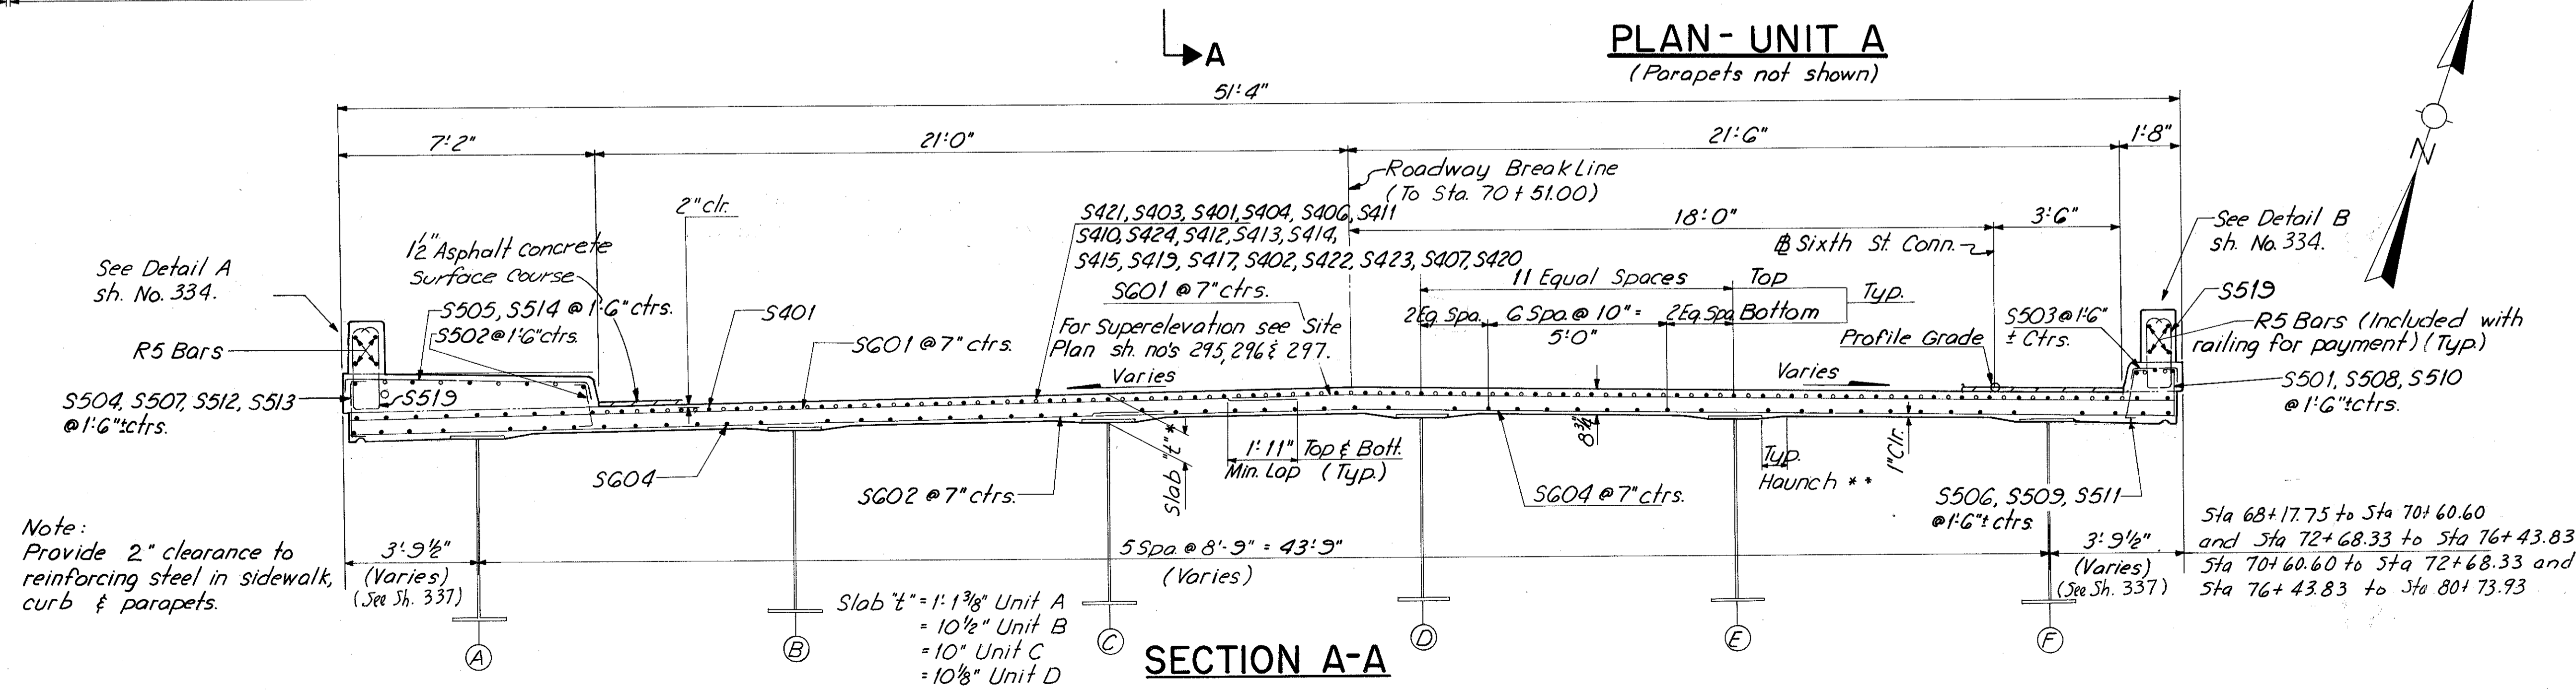 PLAN - UNIT A
(Parapets not shown)
A
51'-4"
7'-2"
21'-0"
21'-6"
1'-8"
Roadway Break Line
(To Sta. 70+51.00)
18'-0"
3'-6"
2" clr.
S421, S403, S401, S404, S406, S411
S410, S424, S412, S413, S414,
S415, S419, S417, S402, S422, S423, S407, S420
See Detail A
sh. No. 334.
1½" Asphalt concrete
surface course
S505, S514 @ 1'-6" ctrs.
S502 @ 1'-6" ctrs.
R5 Bars
S401
S601 @ 7" ctrs.
S601 @ 7" ctrs.
For Superelevation see Site
Plan sh. no's 295, 296 & 297.
Varies
11 Equal Spaces
Top
2 Eq. Spa.
6 Spa. @ 10" =
5'-0"
2 Eq. Spa.
Bottom
Typ.
℄ Sixth St. Conn.
Profile Grade
Varies
See Detail B
sh. No. 334.
S519
S503 @ 1'-6"
± Ctrs.
R5 Bars (Included with
railing for payment) (Typ.)
S501, S508, S510
@ 1'-6"± ctrs.
S504, S507, S512, S513
@ 1'-6"± ctrs.
S519
S604
S602 @ 7" ctrs.
Slab "t" *
1'-11" Top & Bott.
Min. Lap (Typ.)
8¾"
S604 @ 7" ctrs.
Typ.
Haunch * *
1" Clr.
S506, S509, S511
@ 1'-6"± ctrs.
Note:
Provide 2" clearance to
reinforcing steel in sidewalk,
curb & parapets.
3'-9½"
(Varies)
(See Sh. 337)
5 Spa. @ 8'-9" = 43'-9"
(Varies)
3'-9½"
(Varies)
(See Sh. 337)
Sta 68+17.75 to Sta 70+60.60
and Sta 72+68.33 to Sta 76+43.83
Sta 70+60.60 to Sta 72+68.33 and
Sta 76+43.83 to Sta 80+73.93
Slab "t" = 1'-1⅜" Unit A
= 10½" Unit B
= 10" Unit C
= 10⅛" Unit D
A
B
C
D
E
F
SECTION A-A
N